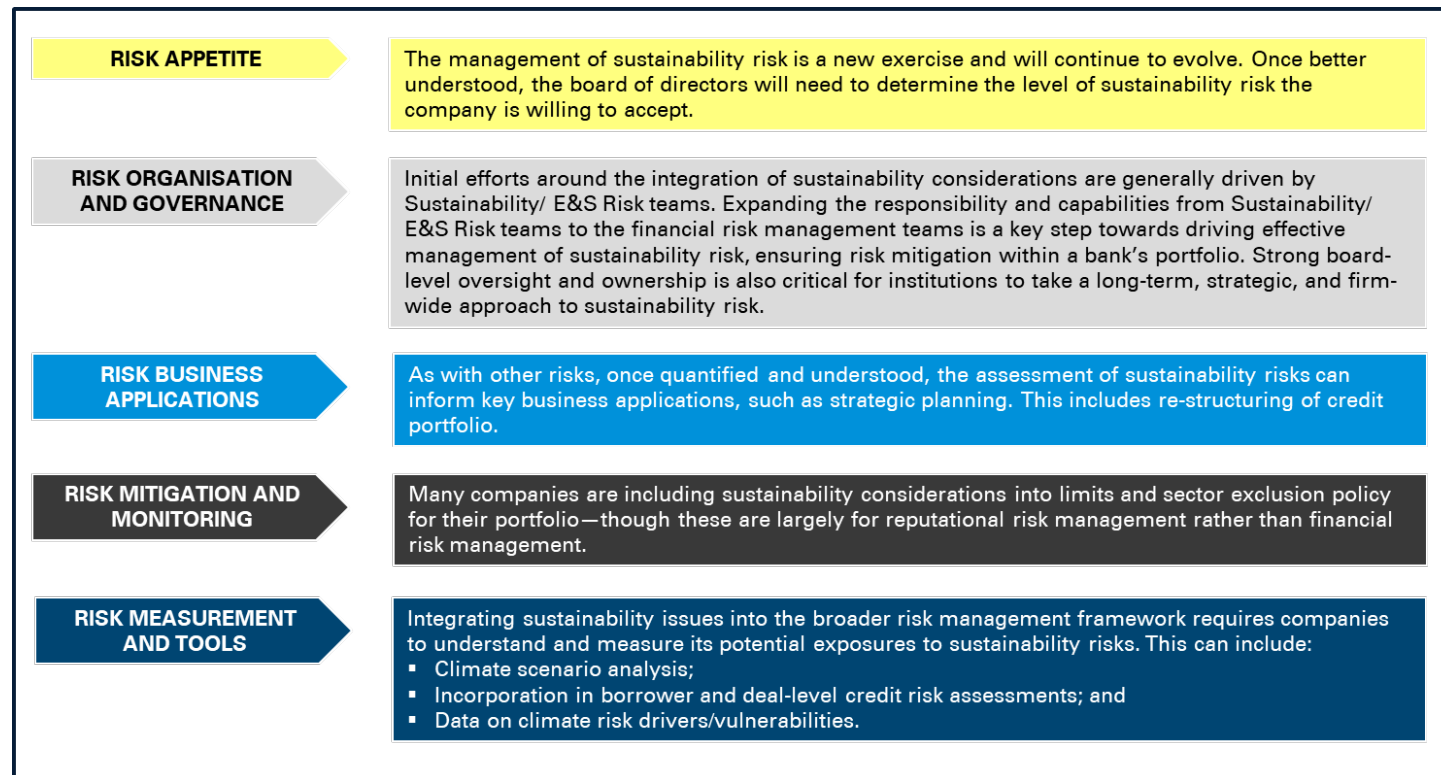 RISK APPETITE
The management of sustainability risk is a new exercise and will continue to evolve. Once better
understood, the board of directors will need to determine the level of sustainability risk the
company is willing to accept.
RISK ORGANISATION
AND GOVERNANCE
Initial efforts around the integration of sustainability considerations are generally driven by
Sustainability/ E&S Risk teams. Expanding the responsibility and capabilities from Sustainability/
E&S Risk teams to the financial risk management teams is a key step towards driving effective
management of sustainability risk, ensuring risk mitigation within a bank's portfolio. Strong board-
level oversight and ownership is also critical for institutions to take a long-term, strategic, and firm-
wide approach to sustainability risk.
RISK BUSINESS
APPLICATIONS
As with other risks, once quantified and understood, the assessment of sustainability risks can
inform key business applications, such as strategic planning. This includes re-structuring of credit
portfolio.
RISK MITIGATION AND
MONITORING
Many companies are including sustainability considerations into limits and sector exclusion policy
for their portfolio—though these are largely for reputational risk management rather than financial
risk management.
RISK MEASUREMENT
AND TOOLS
Integrating sustainability issues into the broader risk management framework requires companies
to understand and measure its potential exposures to sustainability risks. This can include:
▪ Climate scenario analysis;
▪ Incorporation in borrower and deal-level credit risk assessments; and
▪ Data on climate risk drivers/vulnerabilities.